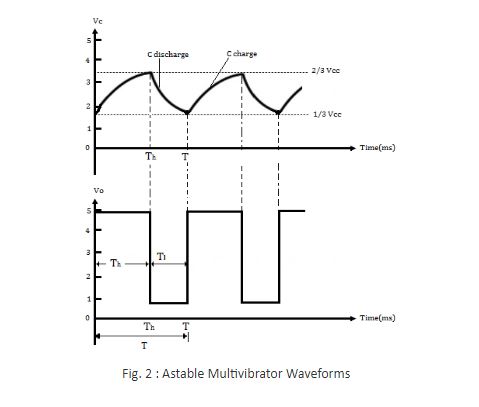 Vc
5
4
3
2
1
0
C discharge
C charge
2/3 Vcc
1/3 Vcc
Th
T
Time(ms)
Vo
5
4
3
2
1
0
Th
Tl
Time(ms)
Th
T
T
Fig. 2 : Astable Multivibrator Waveforms